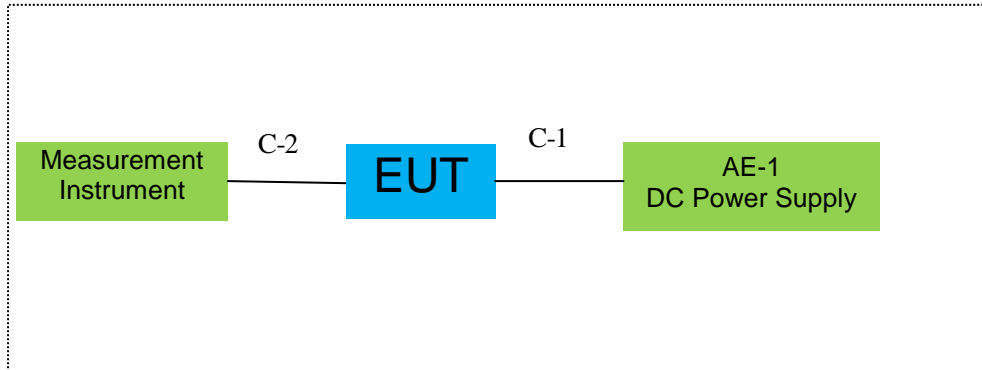 C-2
C-1
Measurement
Instrument
EUT
AE-1
DC Power Supply